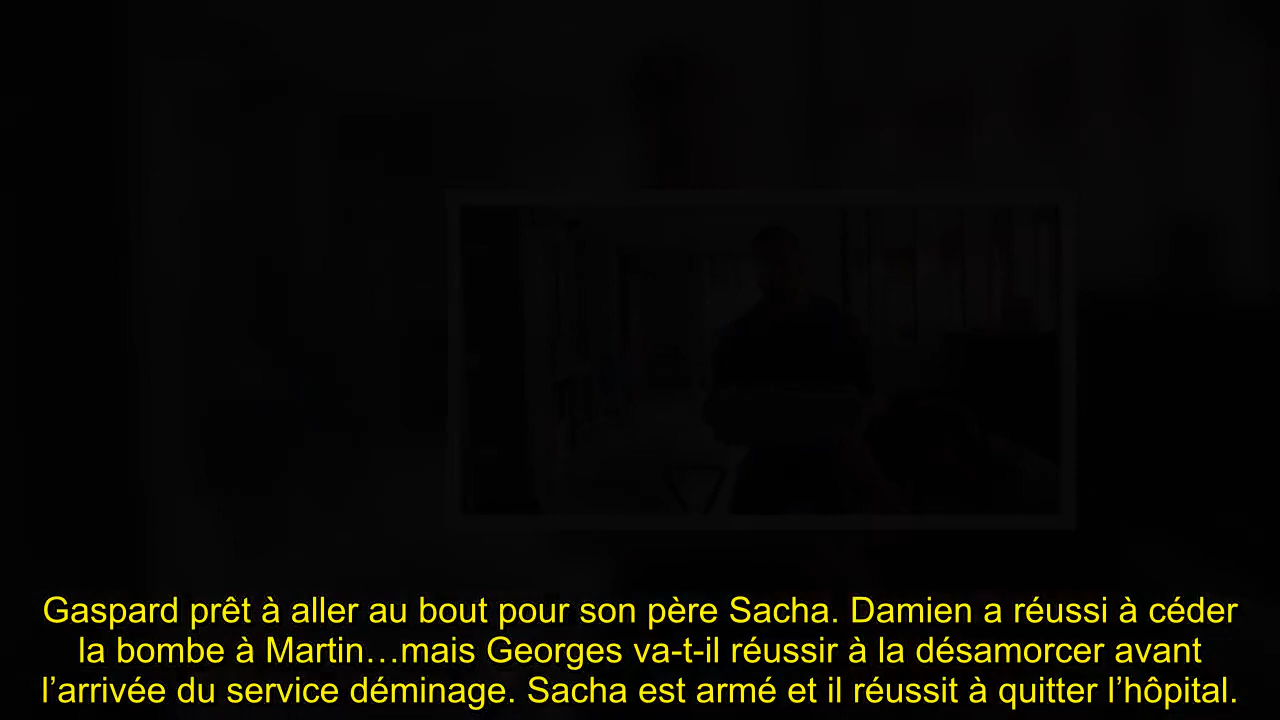 Gaspard prêt à aller au bout pour son père Sacha. Damien a réussi à céder
la bombe à Martin…mais Georges va-t-il réussir à la désamorcer avant
l’arrivée du service déminage. Sacha est armé et il réussit à quitter l’hôpital.